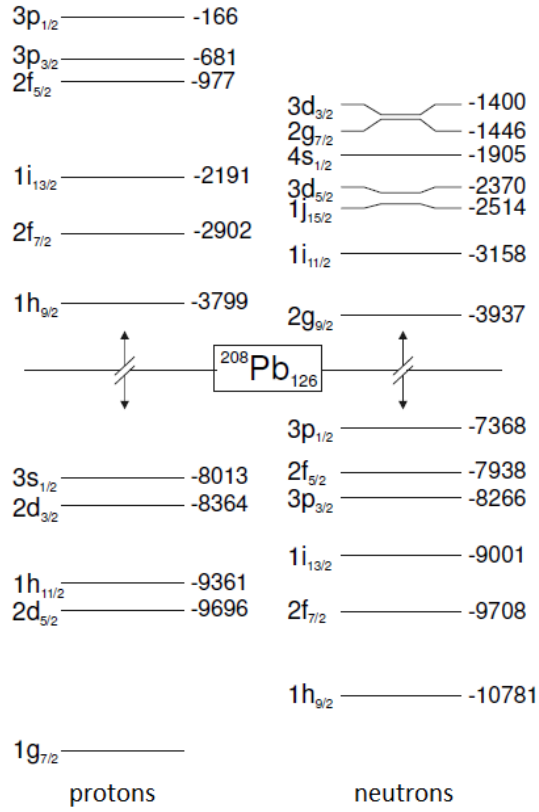 3p1/2 -166
3p3/2 -681
2f5/2 -977
1i13/2 -2191
2f7/2 -2902
1h9/2 -3799
3d3/2 -1400
2g7/2 -1446
4s1/2 -1905
3d5/2 -2370
1j15/2 -2514
1i11/2 -3158
2g9/2 -3937
208Pb126
3s1/2 -8013
2d3/2 -8364
1h11/2 -9361
2d5/2 -9696
1g7/2
3p1/2 -7368
2f5/2 -7938
3p3/2 -8266
1i13/2 -9001
2f7/2 -9708
1h9/2 -10781
protons
neutrons